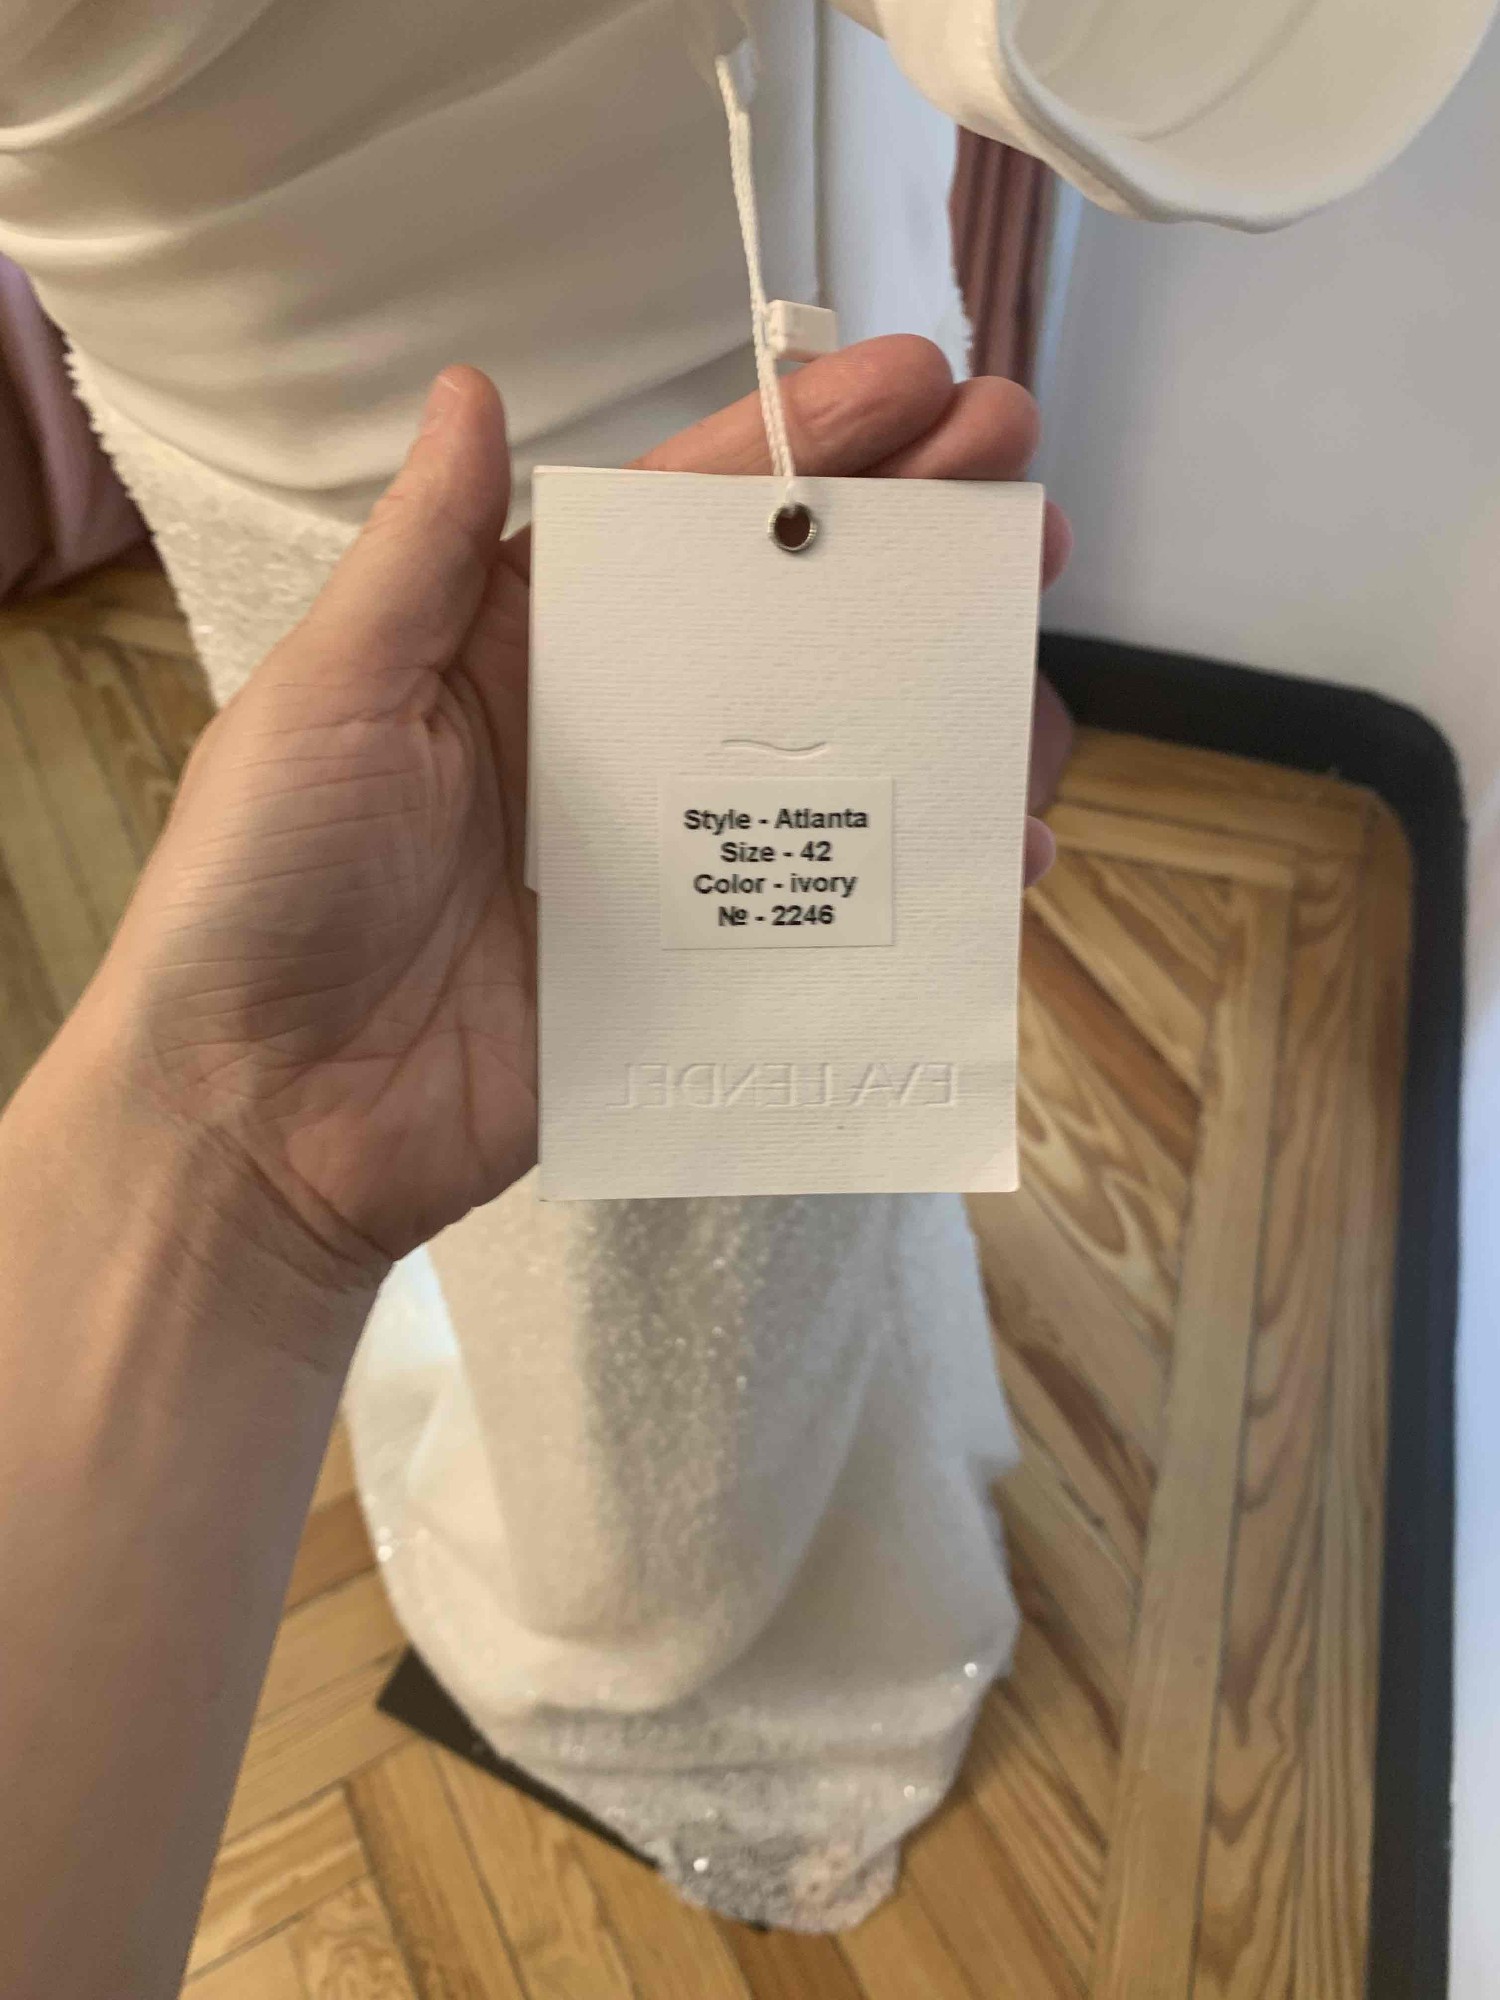 Style - Atlanta
Size - 42
Color - ivory
№ - 2246
EVA LENDEL